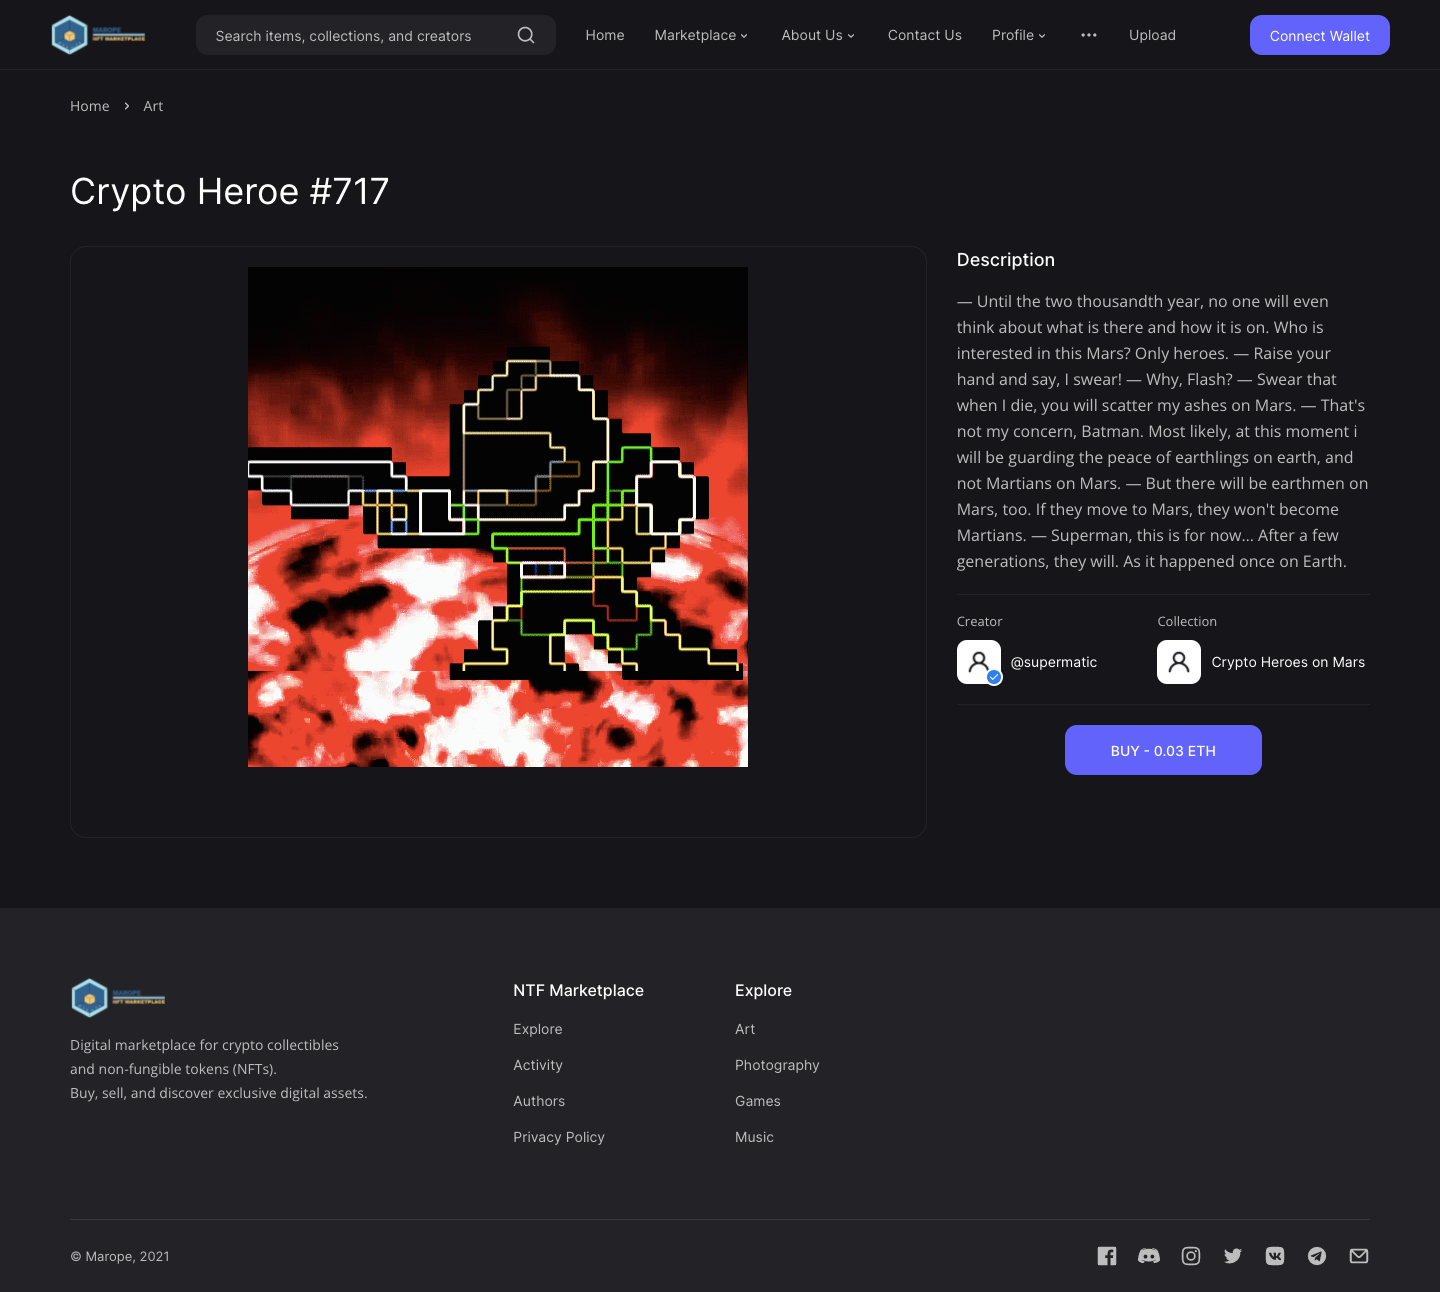 MAROPE
NFT MARKETPLACE
Search items, collections, and creators
Home
Marketplace
About Us
Contact Us
Profile
Upload
Connect Wallet
Home
Art
Crypto Heroe #717
Description
— Until the two thousandth year, no one will even
think about what is there and how it is on. Who is
interested in this Mars? Only heroes. — Raise your
hand and say, I swear! — Why, Flash? — Swear that
when I die, you will scatter my ashes on Mars. — That's
not my concern, Batman. Most likely, at this moment i
will be guarding the peace of earthlings on earth, and
not Martians on Mars. — But there will be earthmen on
Mars, too. If they move to Mars, they won't become
Martians. — Superman, this is for now... After a few
generations, they will. As it happened once on Earth.
Creator
Collection
@supermatic
Crypto Heroes on Mars
BUY - 0.03 ETH
MAROPE
NFT MARKETPLACE
Digital marketplace for crypto collectibles
and non-fungible tokens (NFTs).
Buy, sell, and discover exclusive digital assets.
NTF Marketplace
Explore
Activity
Authors
Privacy Policy
Explore
Art
Photography
Games
Music
© Marope, 2021